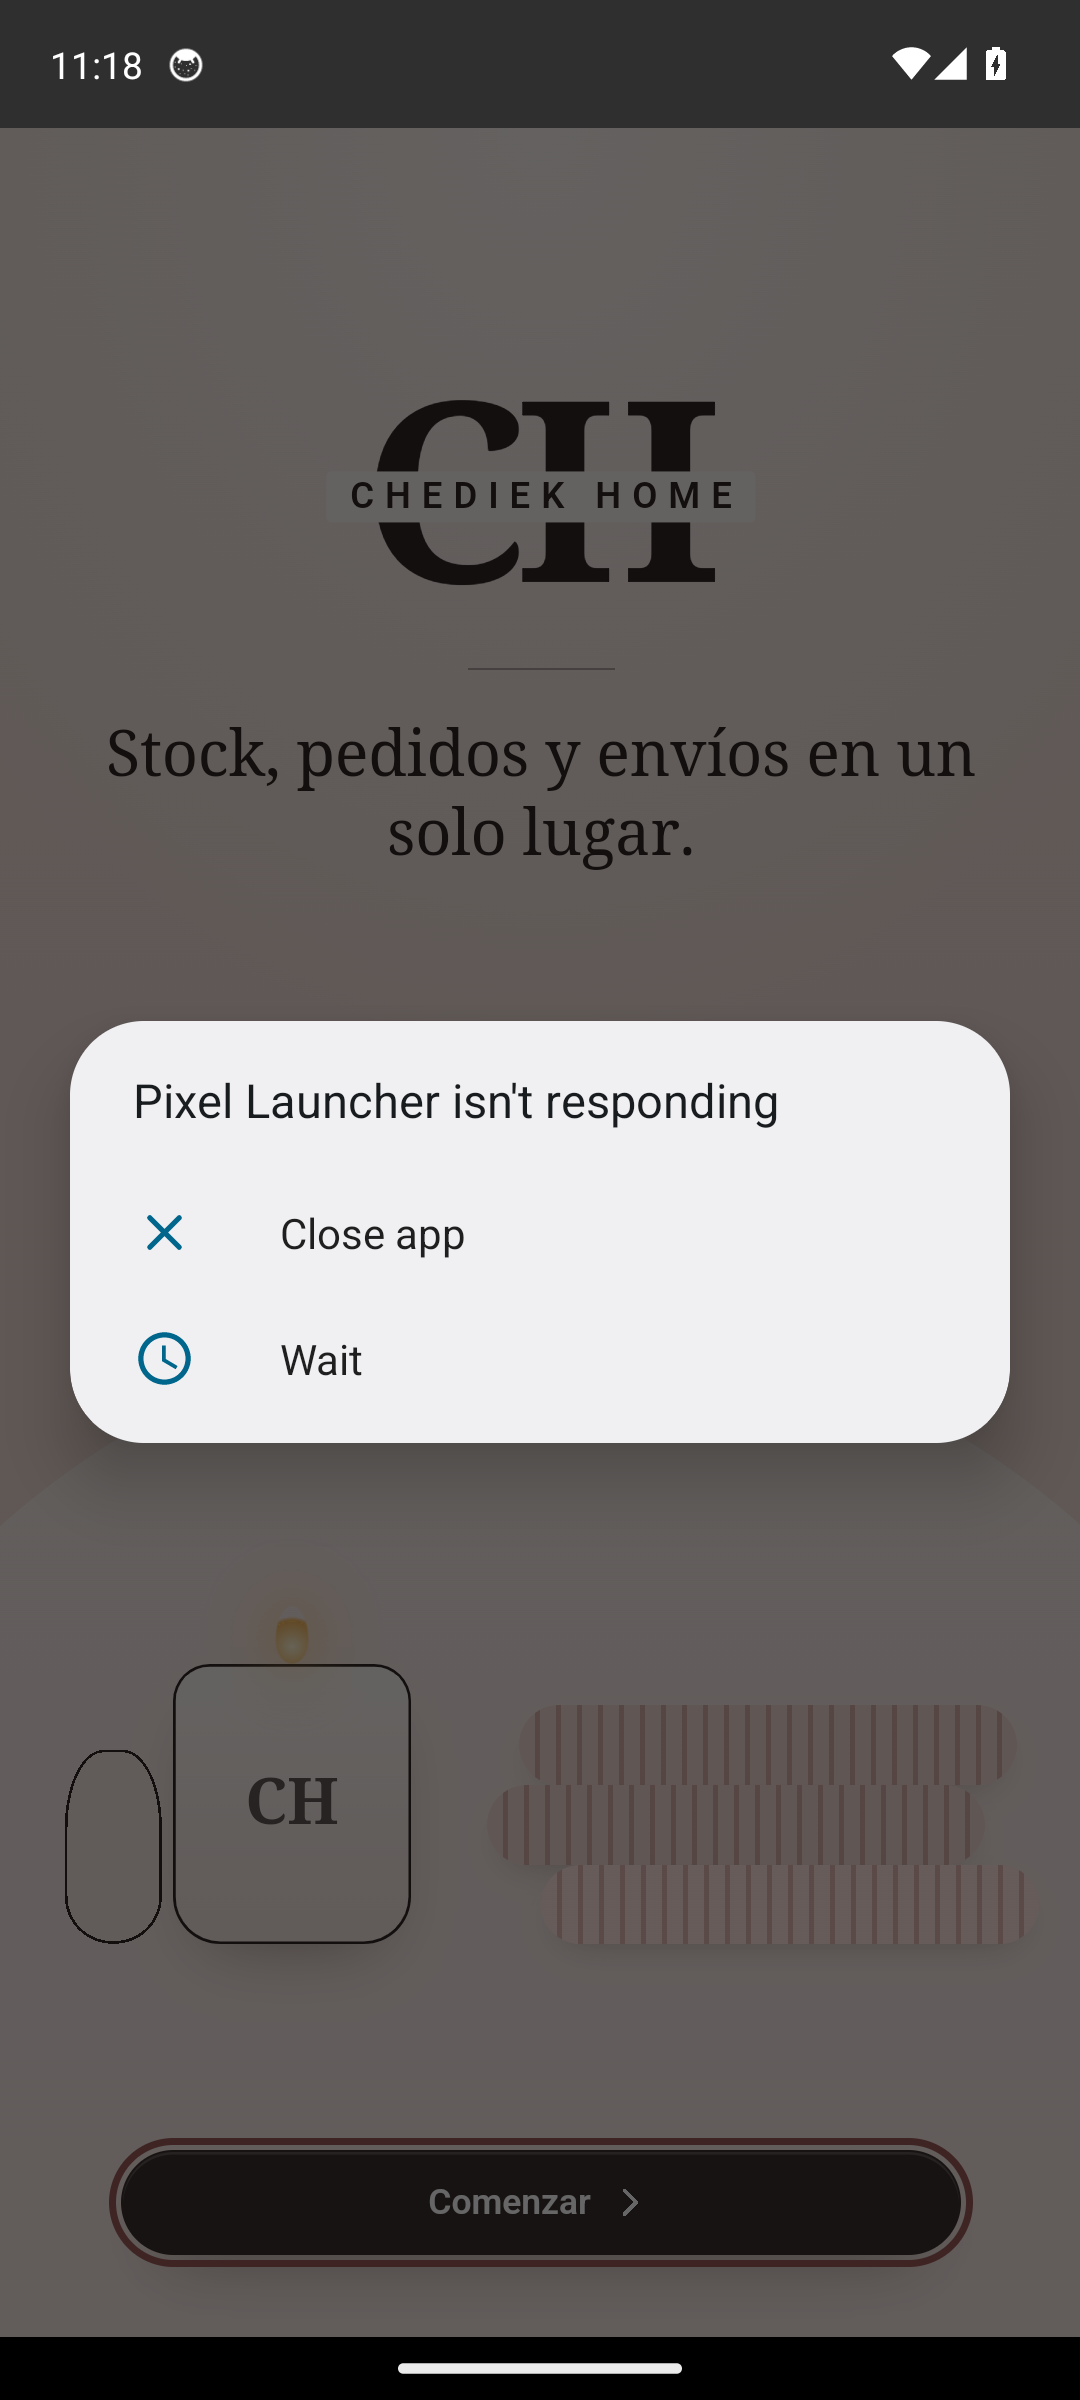 11:18
CH
CHEDIEK HOME
Stock, pedidos y envíos en un
solo lugar.
Pixel Launcher isn't responding
Close app
Wait
CH
Comenzar